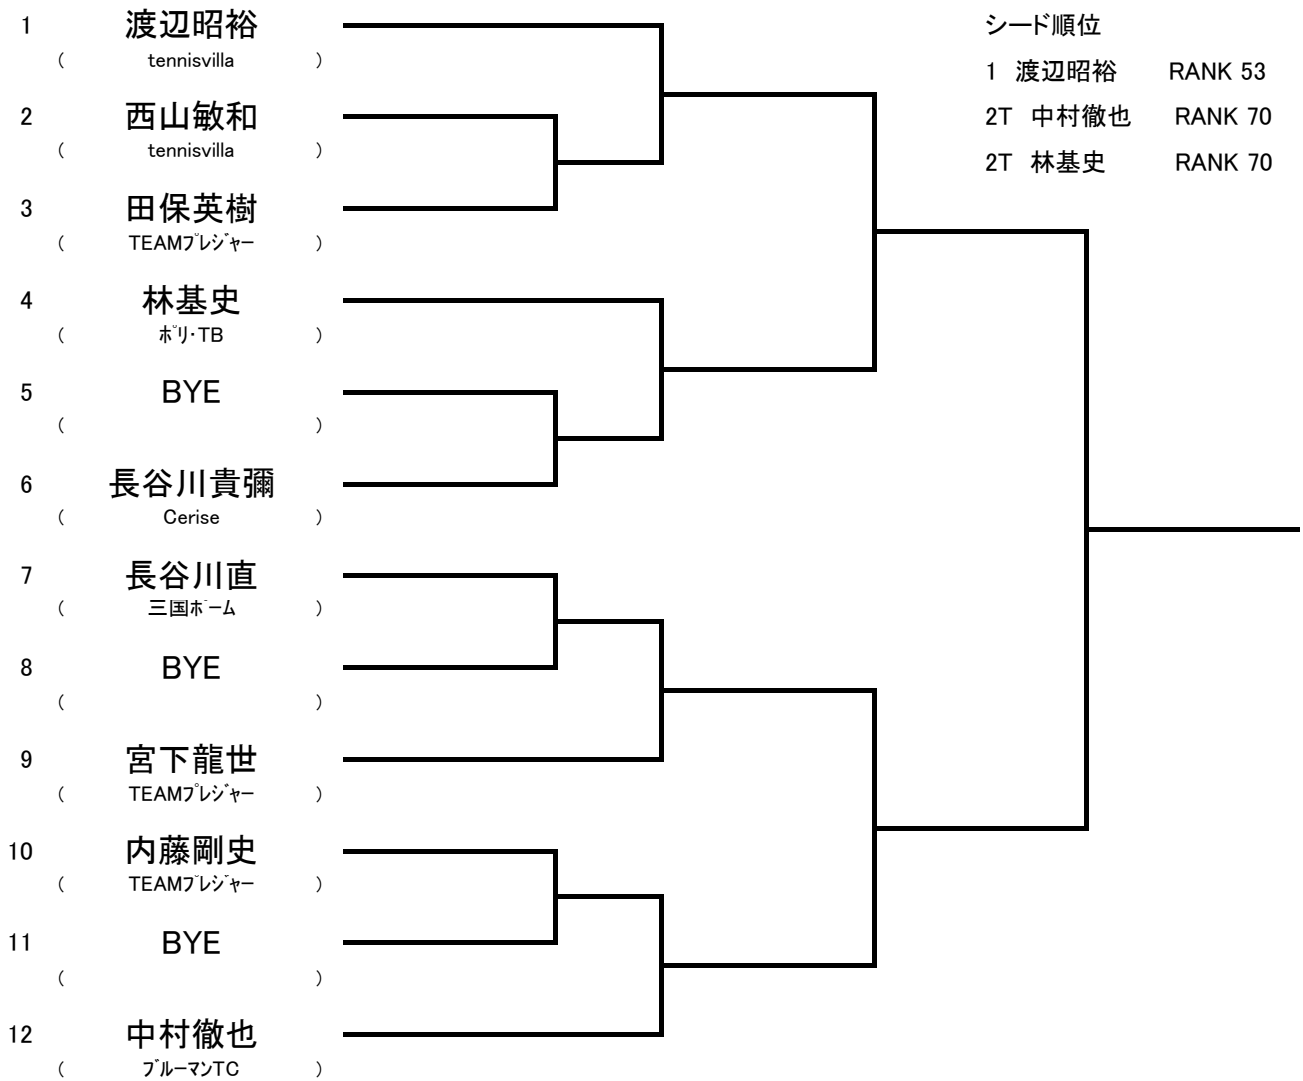 1 渡辺昭裕
( tennisvilla )
2 西山敏和
( tennisvilla )
3 田保英樹
( TEAMﾌﾟﾚｼﾞｬｰ )
4 林基史
( ﾎﾟﾘ･TB )
5 BYE
( )
6 長谷川貴彌
( Cerise )
7 長谷川直
( 三国ﾎｰﾑ )
8 BYE
( )
9 宮下龍世
( TEAMﾌﾟﾚｼﾞｬｰ )
10 内藤剛史
( TEAMﾌﾟﾚｼﾞｬｰ )
11 BYE
( )
12 中村徹也
( ﾌﾞﾙｰﾏﾝTC )
シード順位
1 渡辺昭裕 RANK 53
2T 中村徹也 RANK 70
2T 林基史 RANK 70